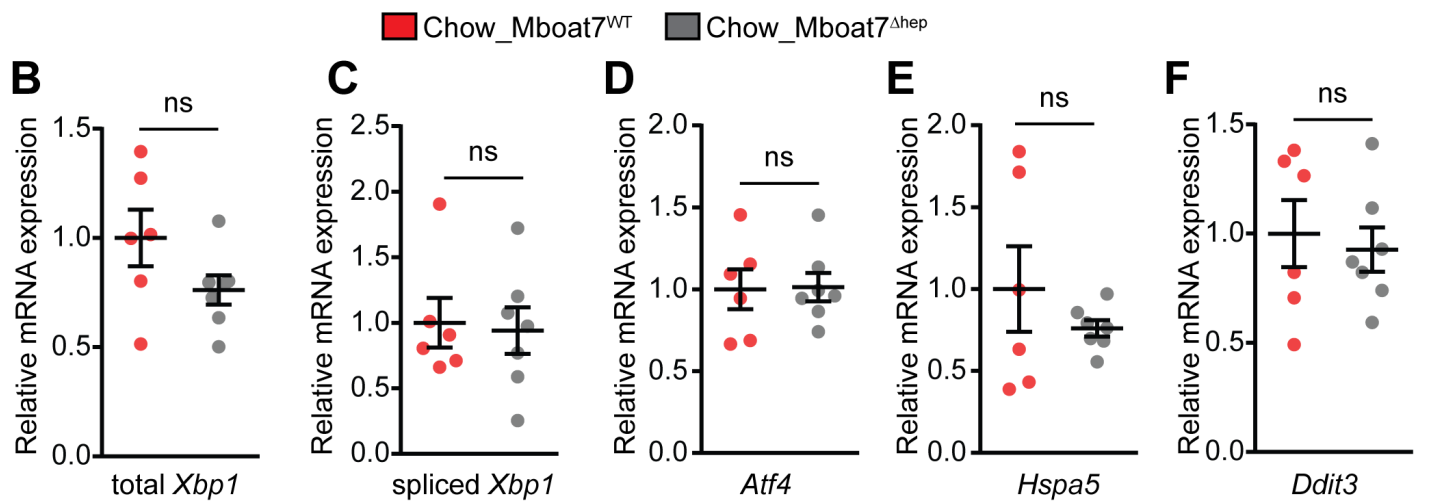 Chow_Mboat7WT Chow_Mboat7Δhep
B
Relative mRNA expression
1.5
1.0
0.5
0.0
ns
total Xbp1
C
Relative mRNA expression
2.5
2.0
1.5
1.0
0.5
0.0
ns
spliced Xbp1
D
Relative mRNA expression
2.0
1.5
1.0
0.5
0.0
ns
Atf4
E
Relative mRNA expression
2.0
1.5
1.0
0.5
0.0
ns
Hspa5
F
Relative mRNA expression
1.5
1.0
0.5
0.0
ns
Ddit3